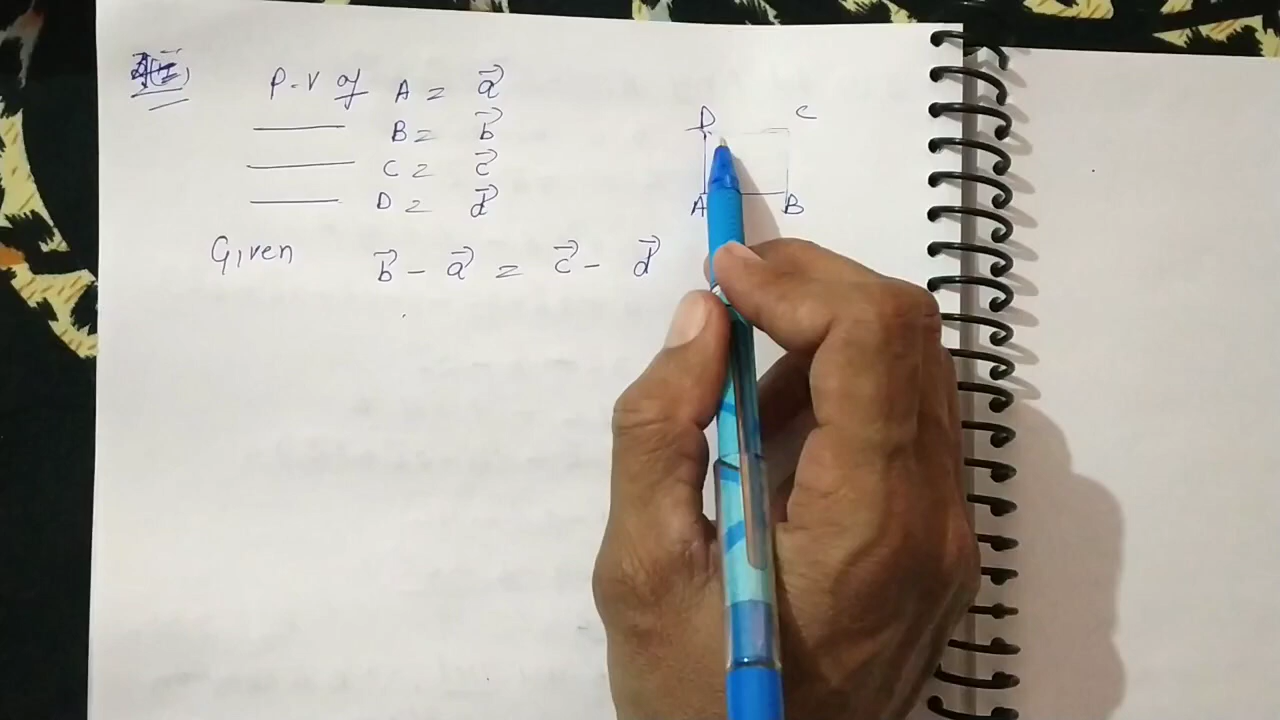 P.V of A = a⃗
B = b⃗
C = c⃗
D = d⃗
Given b⃗ - a⃗ = c⃗ - d⃗
D C
A B